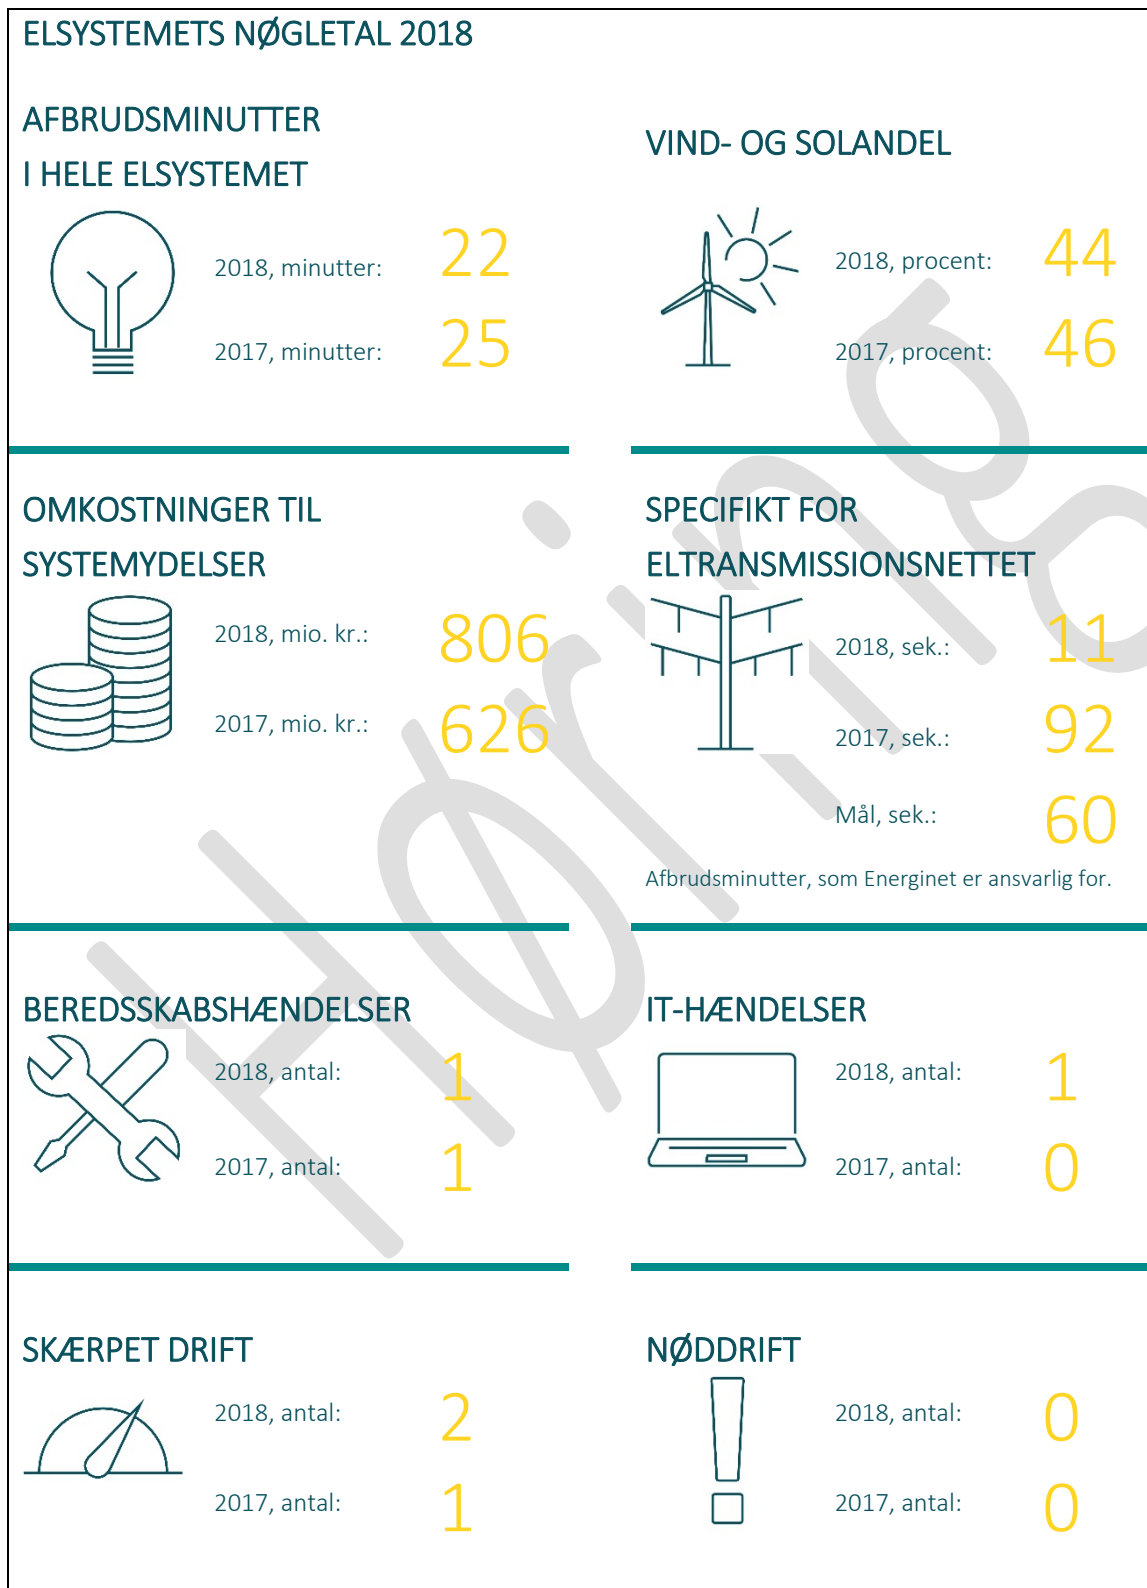 ELSYSTEMETS NØGLETAL 2018
AFBRUDSMINUTTER
I HELE ELSYSTEMET
2018, minutter: 22
2017, minutter: 25
VIND- OG SOLANDEL
2018, procent: 44
2017, procent: 46
OMKOSTNINGER TIL
SYSTEMYDELSER
2018, mio. kr.: 806
2017, mio. kr.: 626
SPECIFIKT FOR
ELTRANSMISSIONSNETTET
2018, sek.: 11
2017, sek.: 92
Mål, sek.: 60
Afbrudsminutter, som Energinet er ansvarlig for.
BEREDSSKABSHÆNDELSER
2018, antal: 1
2017, antal: 1
IT-HÆNDELSER
2018, antal: 1
2017, antal: 0
SKÆRPET DRIFT
2018, antal: 2
2017, antal: 1
NØDDRIFT
2018, antal: 0
2017, antal: 0
Høring